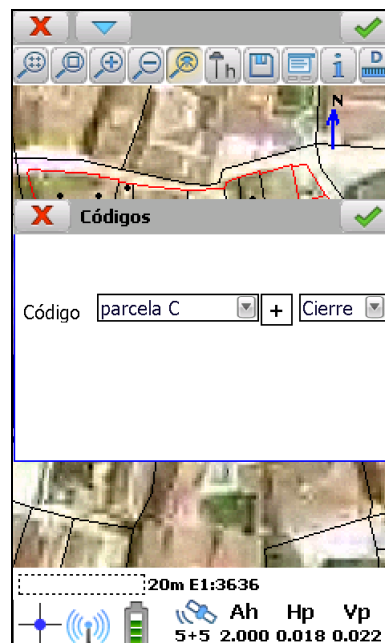 h
i
D
N
Códigos
Código parcela C + Cierre
20m E1:3636
Ah Hp Vp
5+5 2.000 0.018 0.022